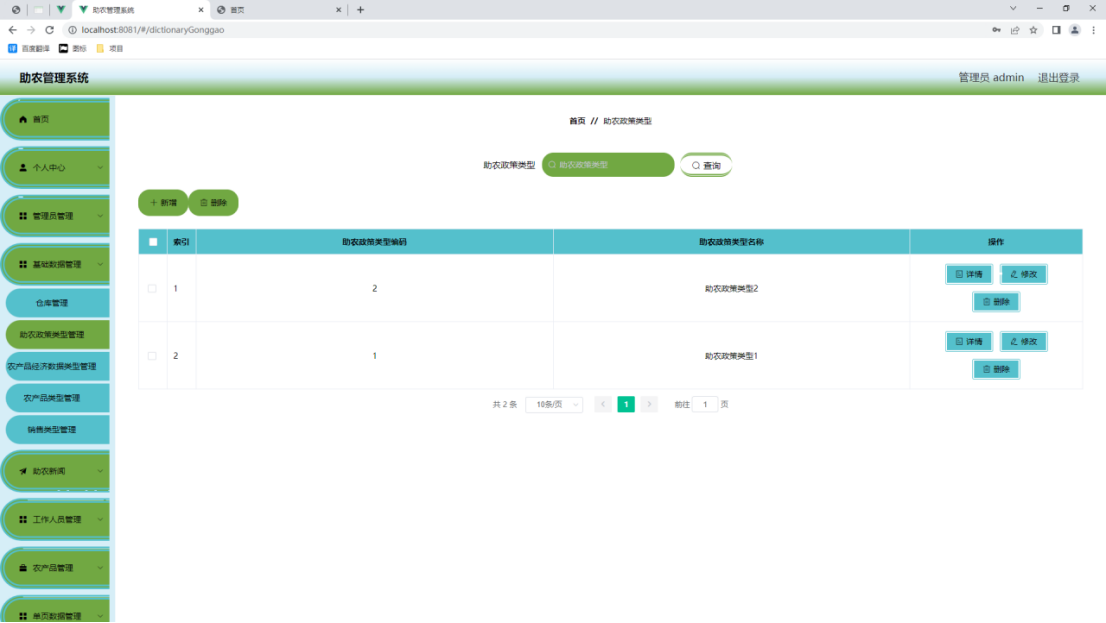 助农管理系统
首页
localhost:8081/#/dictionaryGonggao
百度翻译 图标 项目
助农管理系统
管理员 admin 退出登录
首页
个人中心
管理员管理
基础数据管理
仓库管理
助农政策类型管理
农产品经济数据类型管理
农产品类型管理
销售类型管理
助农新闻
工作人员管理
农产品管理
单页数据管理
首页 // 助农政策类型
助农政策类型 助农政策类型 查询
新增 删除
索引 助农政策类型编码 助农政策类型名称 操作
1 2 助农政策类型2 详情 修改
删除
2 1 助农政策类型1 详情 修改
删除
共 2 条 10条/页 1 前往 1 页